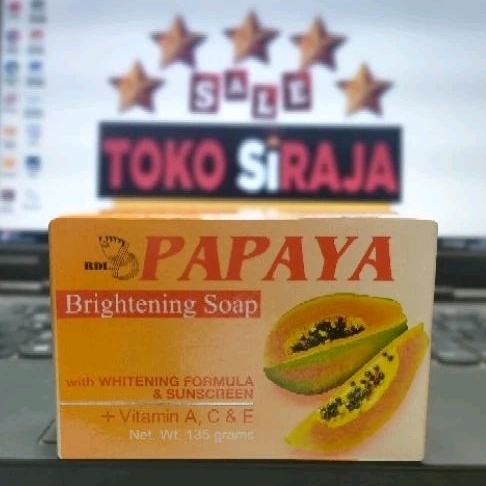 SALE
TOKO SiRAJA
RDL PAPAYA
Brightening Soap
with WHITENING FORMULA
& SUNSCREEN
+ Vitamin A, C & E
Net. Wt. 135 grams